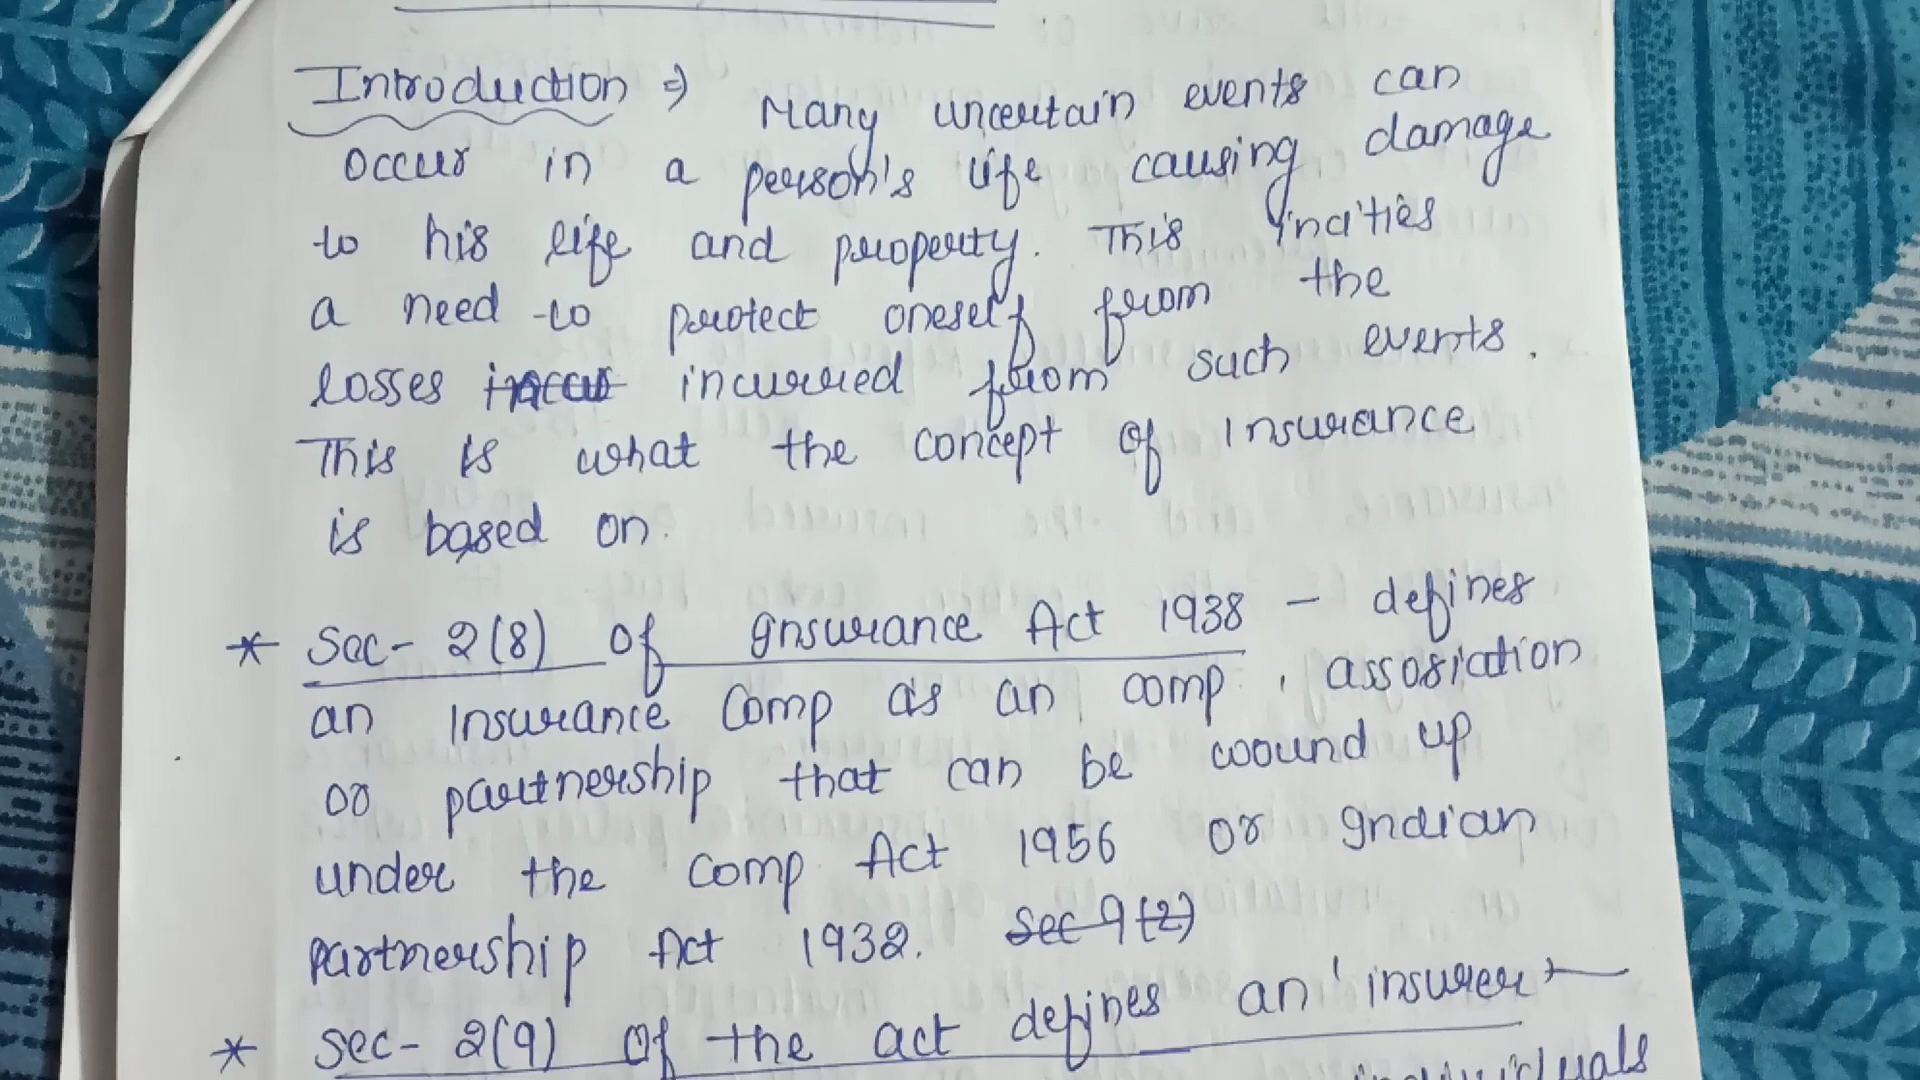 Introduction ⇒ Many uncertain events can
occur in a person's life causing damage
to his life and property. This incities
a need to protect oneself from the
losses incur incurred from such events.
This is what the concept of Insurance
is based on.
* Sec- 2(8) of Insurance Act 1938 - defines
an Insurance Comp as an comp, assosiation
or partnership that can be wound up
under the comp Act 1956 or Indian
Partnership Act 1932. Sec 9(2)
* Sec- 2(9) of the act defines an 'insurer'
individuals